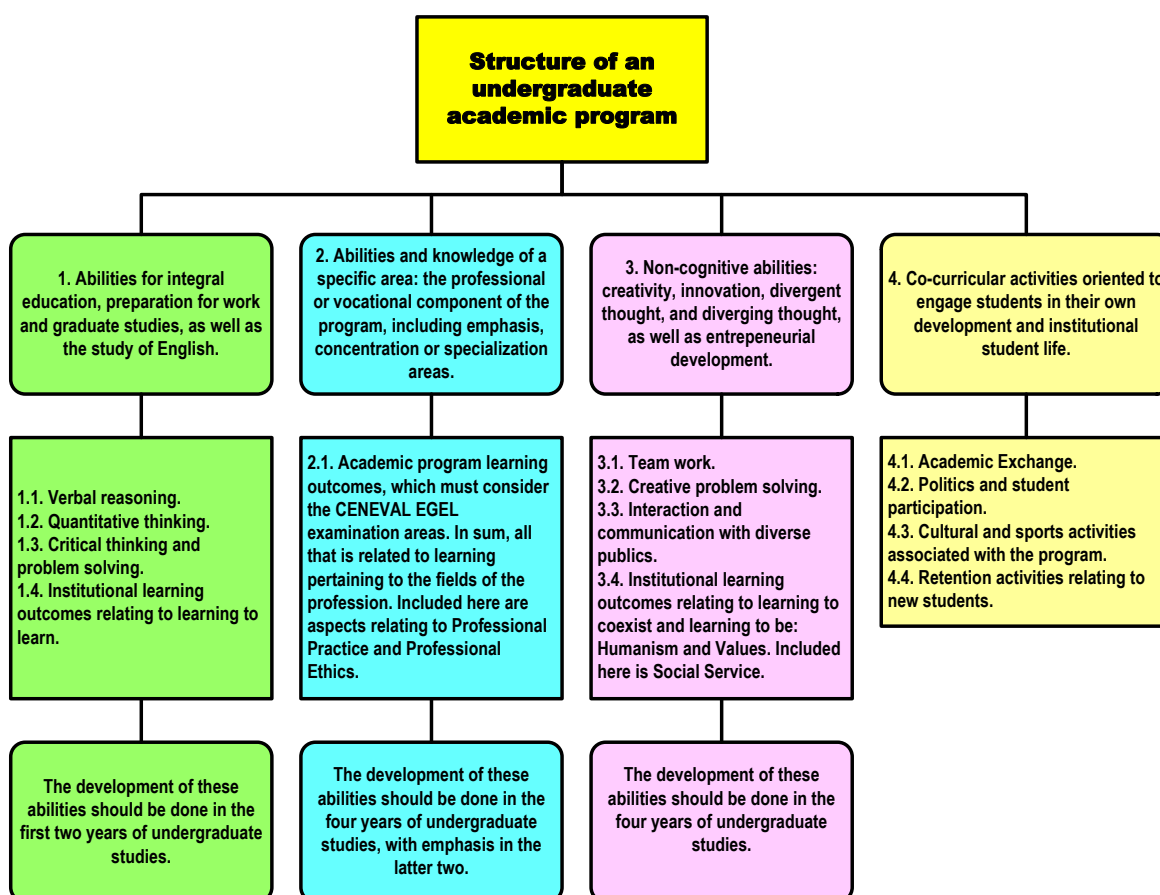 Structure of an
undergraduate
academic program
1. Abilities for integral
education, preparation for work
and graduate studies, as well as
the study of English.
2. Abilities and knowledge of a
specific area: the professional
or vocational component of the
program, including emphasis,
concentration or specialization
areas.
3. Non-cognitive abilities:
creativity, innovation, divergent
thought, and diverging thought,
as well as entrepeneurial
development.
4. Co-curricular activities oriented to
engage students in their own
development and institutional
student life.
1.1. Verbal reasoning.
1.2. Quantitative thinking.
1.3. Critical thinking and
problem solving.
1.4. Institutional learning
outcomes relating to learning to
learn.
2.1. Academic program learning
outcomes, which must consider
the CENEVAL EGEL
examination areas. In sum, all
that is related to learning
pertaining to the fields of the
profession. Included here are
aspects relating to Professional
Practice and Professional
Ethics.
3.1. Team work.
3.2. Creative problem solving.
3.3. Interaction and
communication with diverse
publics.
3.4. Institutional learning
outcomes relating to learning to
coexist and learning to be:
Humanism and Values. Included
here is Social Service.
4.1. Academic Exchange.
4.2. Politics and student
participation.
4.3. Cultural and sports activities
associated with the program.
4.4. Retention activities relating to
new students.
The development of these
abilities should be done in the
first two years of undergraduate
studies.
The development of these
abilities should be done in the
four years of undergraduate
studies, with emphasis in the
latter two.
The development of these
abilities should be done in the
four years of undergraduate
studies.